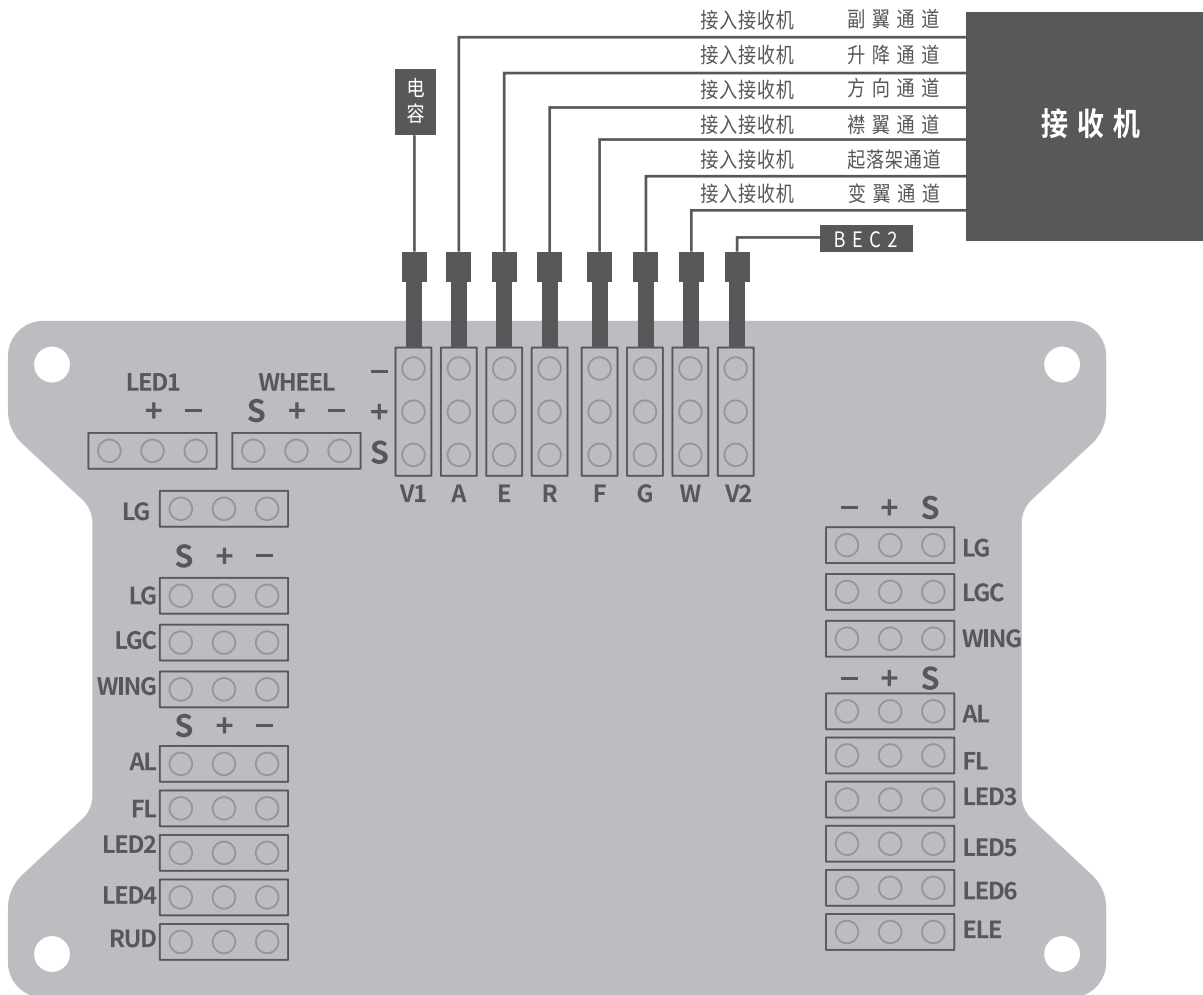 接入接收机 副翼通道
接入接收机 升降通道
接入接收机 方向通道
接入接收机 襟翼通道
接入接收机 起落架通道
接入接收机 变翼通道
接收机
电容
BEC2
LED1
+ −
WHEEL
S + −
−
+
S
V1 A E R F G W V2
LG
S + −
LG
LGC
WING
S + −
AL
FL
LED2
LED4
RUD
− + S
LG
LGC
WING
− + S
AL
FL
LED3
LED5
LED6
ELE